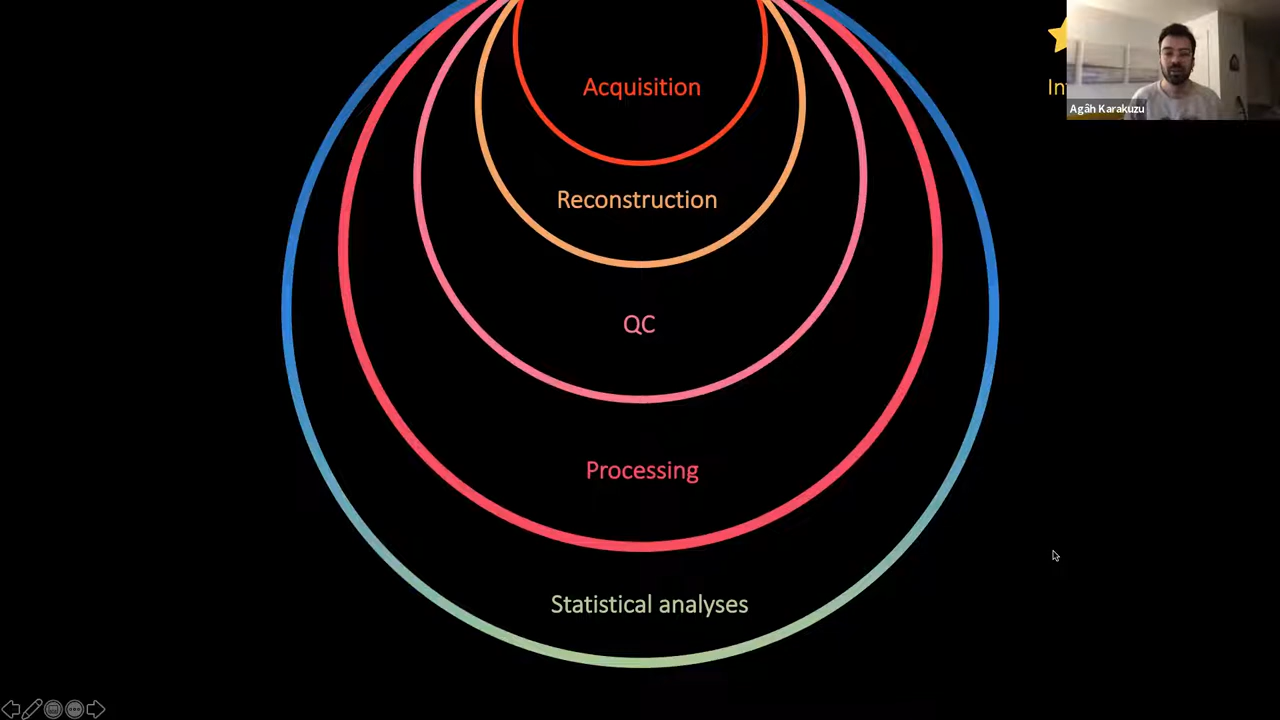 Acquisition
Agâh Karakuzu
Reconstruction
QC
Processing
Statistical analyses